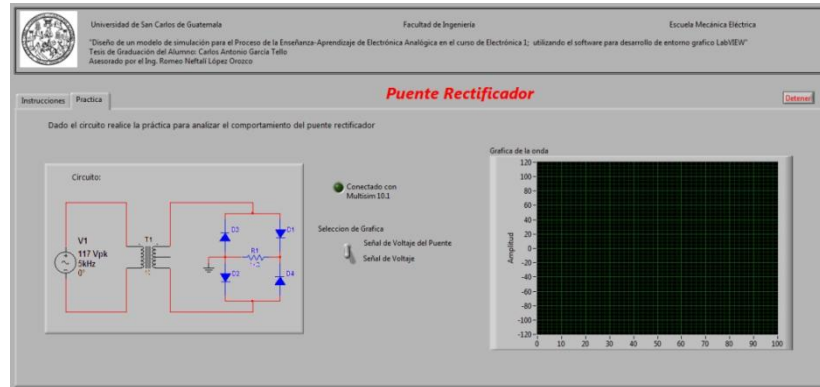 Universidad de San Carlos de Guatemala Facultad de Ingenieria Escuela Mecánica Eléctrica
"Diseño de un modelo de simulación para el Proceso de la Enseñanza-Aprendizaje de Electrónica Analógica en el curso de Electrónica 1; utilizando el software para desarrollo de entorno grafico LabVIEW"
Tesis de Graduación del Alumno: Carlos Antonio García Tello
Asesorado por el Ing. Romeo Neftalí López Orozco
Instrucciones Practica
Puente Rectificador
Detener
Dado el circuito realice la práctica para analizar el comportamiento del puente rectificador
Circuito:
V1
117 Vpk
5kHz
0°
T1
D3
D1
R1
D2
D4
Conectado con
Multisim 10.1
Seleccion de Grafica
Señal de Voltaje del Puente
Señal de Voltaje
Grafica de la onda
Amplitud
120
100
80
60
40
20
0
-20
-40
-60
-80
-100
-120
0 10 20 30 40 50 60 70 80 90 100